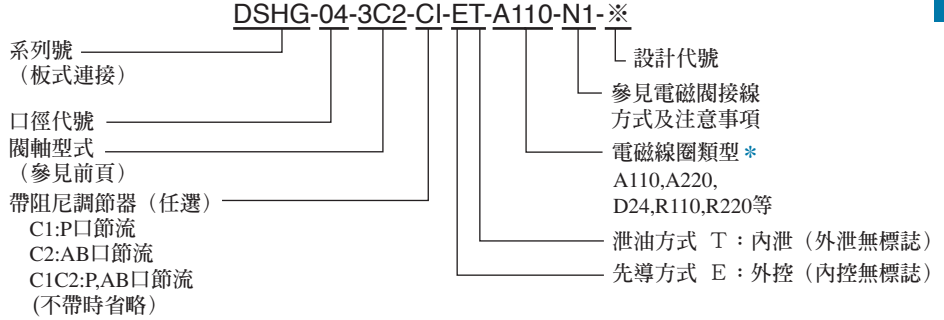 DSHG-04-3C2-CI-ET-A110-N1-※
系列號
（板式連接）
口徑代號
閥軸型式
（參見前頁）
帶阻尼調節器（任選）
C1:P口節流
C2:AB口節流
C1C2:P,AB口節流
(不帶時省略）
設計代號
參見電磁閥接線
方式及注意事項
電磁線圈類型*
A110,A220,
D24,R110,R220等
泄油方式 T：內泄（外泄無標誌）
先導方式 E：外控（內控無標誌）